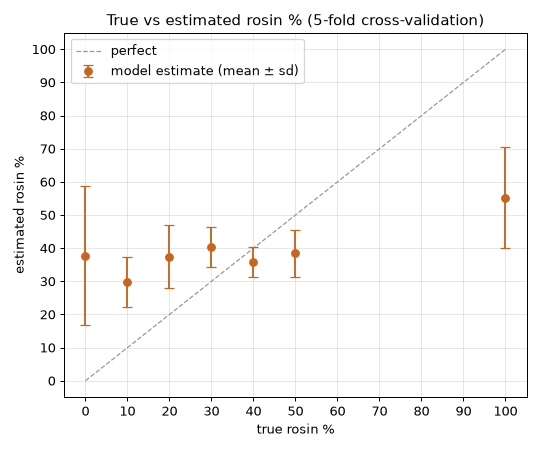 True vs estimated rosin % (5-fold cross-validation)
perfect
model estimate (mean ± sd)
100
90
80
70
60
50
40
30
20
10
0
estimated rosin %
0 10 20 30 40 50 60 70 80 90 100
true rosin %